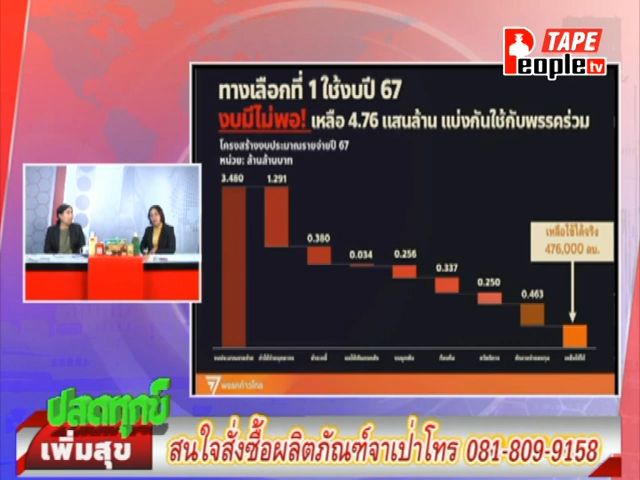 TAPE
People tv
ทางเลือกที่ 1 ใช้งบปี 67
งบมีไม่พอ! เหลือ 4.76 แสนล้าน แบ่งกันใช้กับพรรคร่วม
โครงสร้างงบประมาณรายจ่ายปี 67
หน่วย: ล้านล้านบาท
3.480 1.291 0.380 0.034 0.256 0.337 0.250 0.463
เหลือใช้ได้จริง
476,000 ลบ.
พรรคก้าวไกล
ปลดทุกข์
เพิ่มสุข
สนใจสั่งซื้อผลิตภัณฑ์จาเป่าโทร 081-809-9158